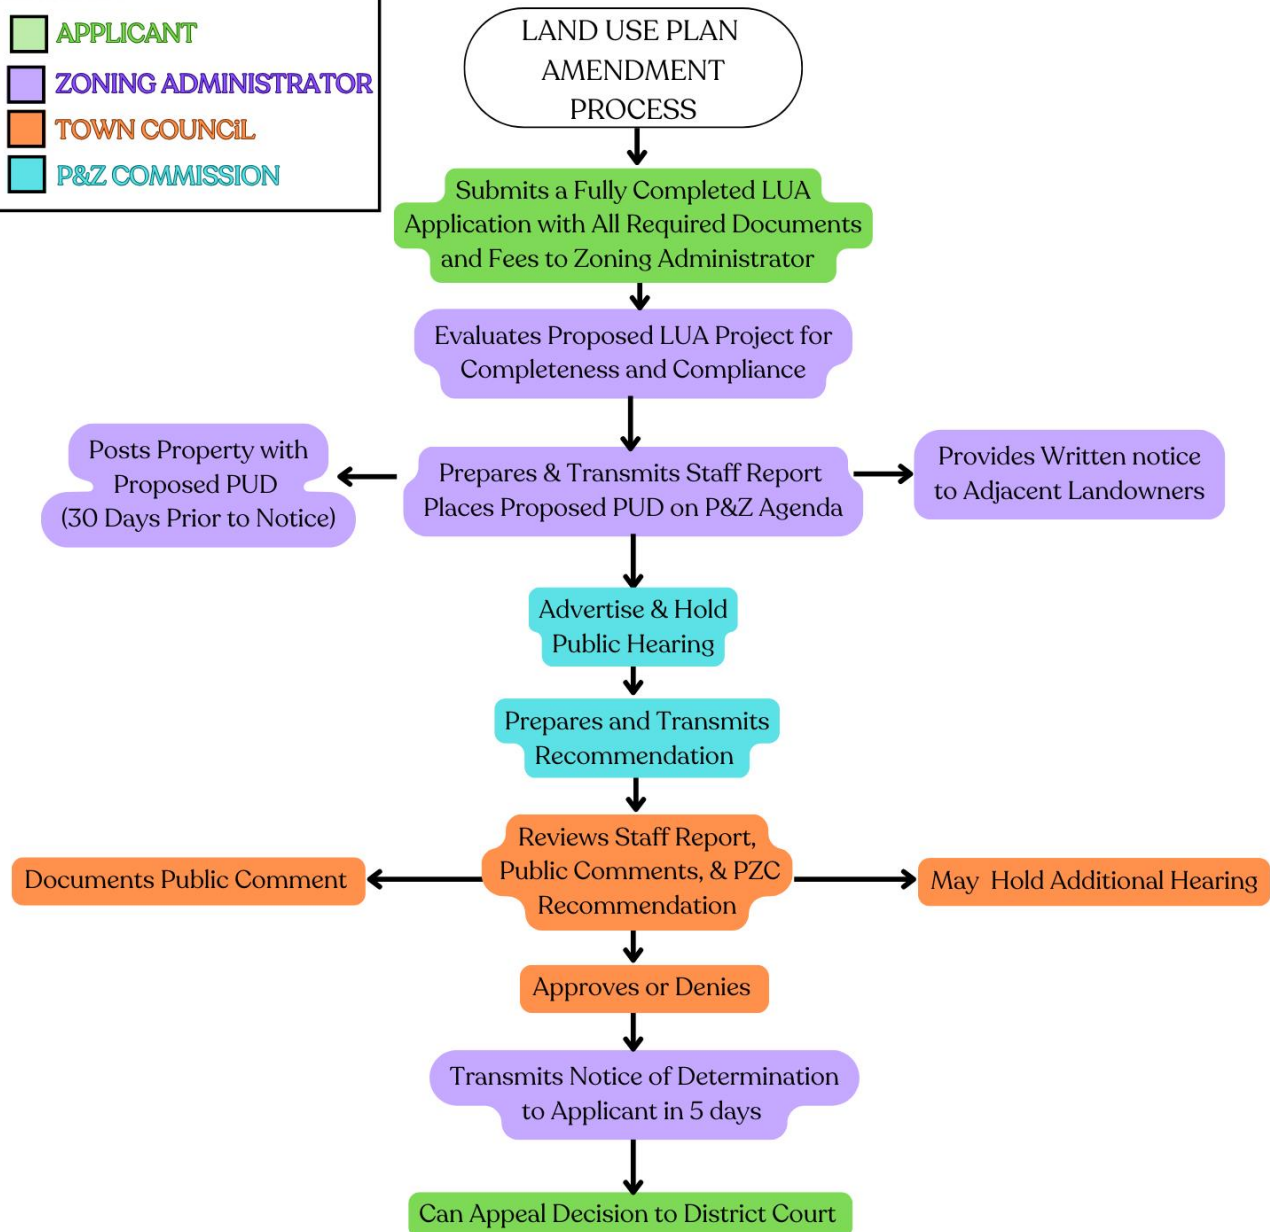 APPLICANT
ZONING ADMINISTRATOR
TOWN COUNCiL
P&Z COMMISSION
LAND USE PLAN
AMENDMENT
PROCESS
Submits a Fully Completed LUA
Application with All Required Documents
and Fees to Zoning Administrator
Evaluates Proposed LUA Project for
Completeness and Compliance
Posts Property with
Proposed PUD
(30 Days Prior to Notice)
Prepares & Transmits Staff Report
Places Proposed PUD on P&Z Agenda
Provides Written notice
to Adjacent Landowners
Advertise & Hold
Public Hearing
Prepares and Transmits
Recommendation
Documents Public Comment
Reviews Staff Report,
Public Comments, & PZC
Recommendation
May Hold Additional Hearing
Approves or Denies
Transmits Notice of Determination
to Applicant in 5 days
Can Appeal Decision to District Court